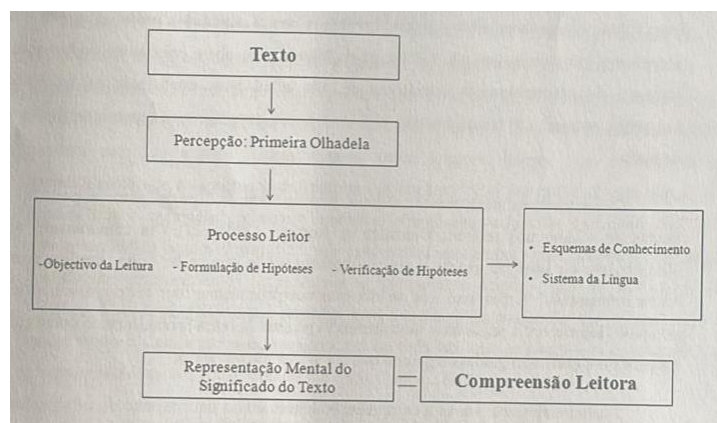 Texto
Percepção: Primeira Olhadela
Processo Leitor
-Objectivo da Leitura - Formulação de Hipóteses - Verificação de Hipóteses
• Esquemas de Conhecimento
• Sistema da Língua
Representação Mental do
Significado do Texto
=
Compreensão Leitora